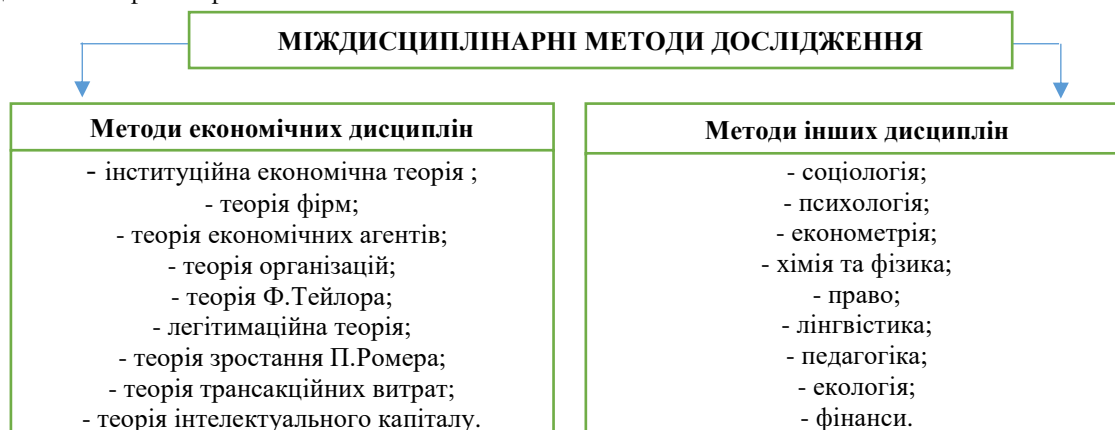 МІЖДИСЦИПЛІНАРНІ МЕТОДИ ДОСЛІДЖЕННЯ
Методи економічних дисциплін
- інституційна економічна теорія ;
- теорія фірм;
- теорія економічних агентів;
- теорія організацій;
- теорія Ф.Тейлора;
- легітимаційна теорія;
- теорія зростання П.Ромера;
- теорія трансакційних витрат;
- теорія інтелектуального капіталу.
Методи інших дисциплін
- соціологія;
- психологія;
- економетрія;
- хімія та фізика;
- право;
- лінгвістика;
- педагогіка;
- екологія;
- фінанси.